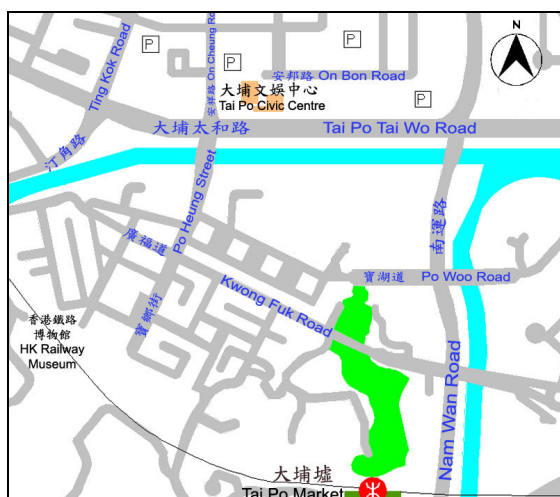 N
Ting Kok Road
P
P
P
P
安祥路 On Cheung Rd
安邦路 On Bon Road
大埔文娛中心
Tai Po Civic Centre
大埔太和路 Tai Po Tai Wo Road
汀角路
Po Heung Street
南運路
廣福道
寶湖道 Po Woo Road
Kwong Fuk Road
寶鄉街
香港鐵路
博物館
HK Railway
Museum
Nam Wan Road
大埔墟
Tai Po Market